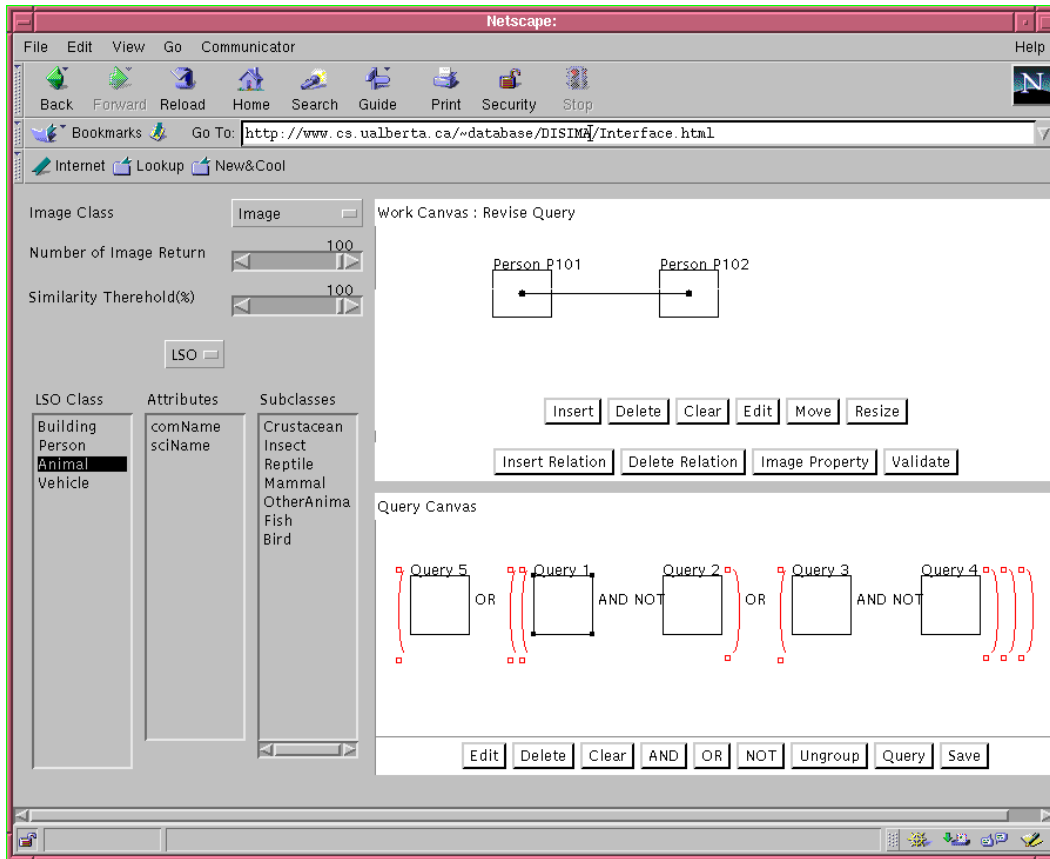 Netscape:
File Edit View Go Communicator Help
Back Forward Reload Home Search Guide Print Security Stop
N
Bookmarks Go To: http://www.cs.ualberta.ca/~database/DISIMA/Interface.html
Internet Lookup New&Cool
Image Class Image
Number of Image Return 100
Similarity Therehold(%) 100
LSO
LSO Class Attributes Subclasses
Building comName Crustacean
Person sciName Insect
Animal Reptile
Vehicle Mammal
OtherAnima
Fish
Bird
Work Canvas : Revise Query
Person P101 Person P102
Insert Delete Clear Edit Move Resize
Insert Relation Delete Relation Image Property Validate
Query Canvas
( Query 5 OR ( ( Query 1 AND NOT Query 2 ) OR ( Query 3 AND NOT Query 4 ) ) )
Edit Delete Clear AND OR NOT Ungroup Query Save